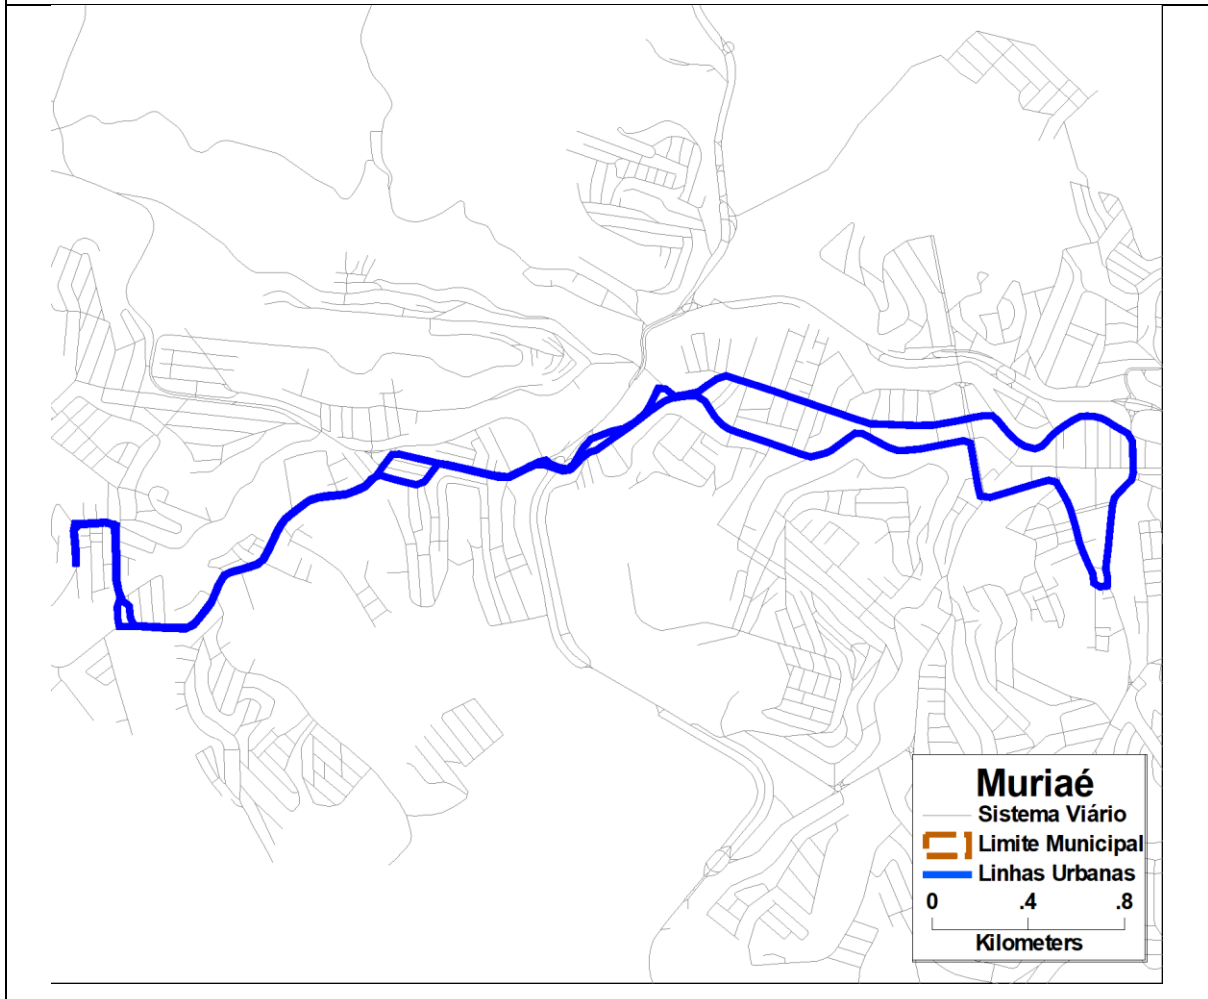 Muriaé
Sistema Viário
Limite Municipal
Linhas Urbanas
0 .4 .8
Kilometers